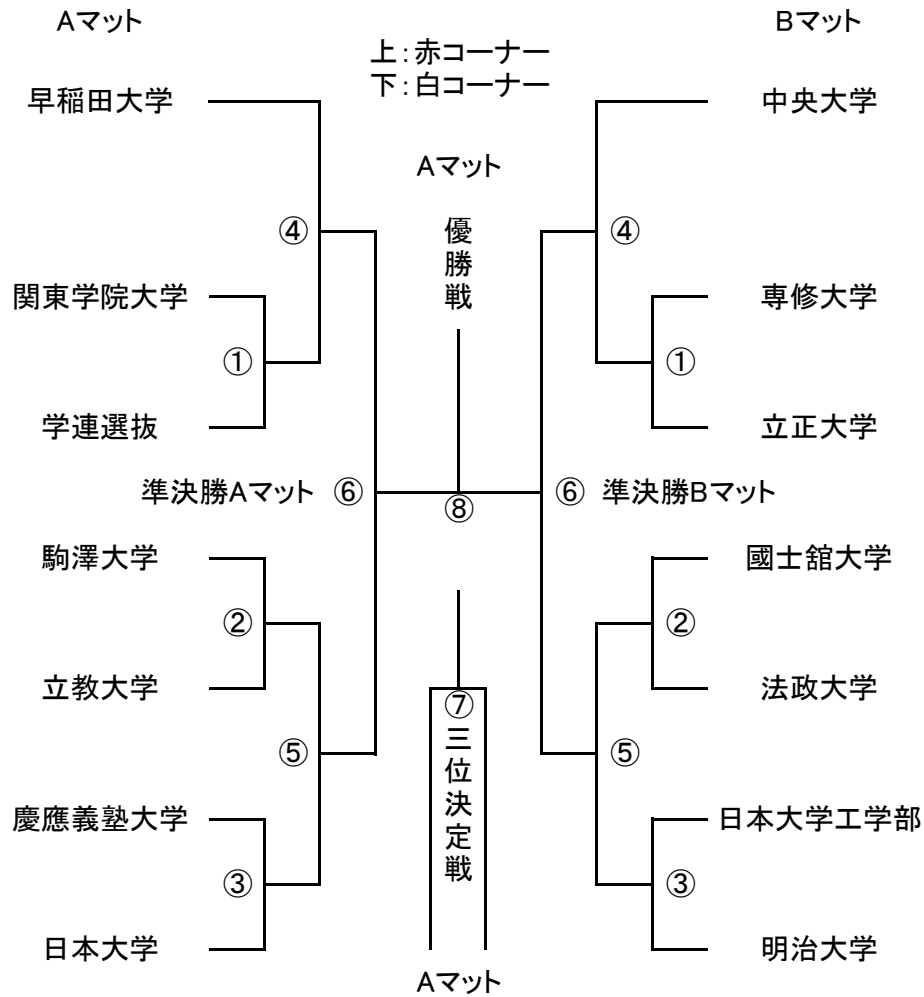 Aマット
Bマット
上：赤コーナー
下：白コーナー
早稲田大学
中央大学
Aマット
④
優勝戦
④
関東学院大学
専修大学
①
①
学連選抜
立正大学
準決勝Aマット ⑥
⑧
⑥ 準決勝Bマット
駒澤大学
國士舘大学
②
②
立教大学
法政大学
⑦
三位決定戦
⑤
⑤
慶應義塾大学
日本大学工学部
③
③
日本大学
明治大学
Aマット